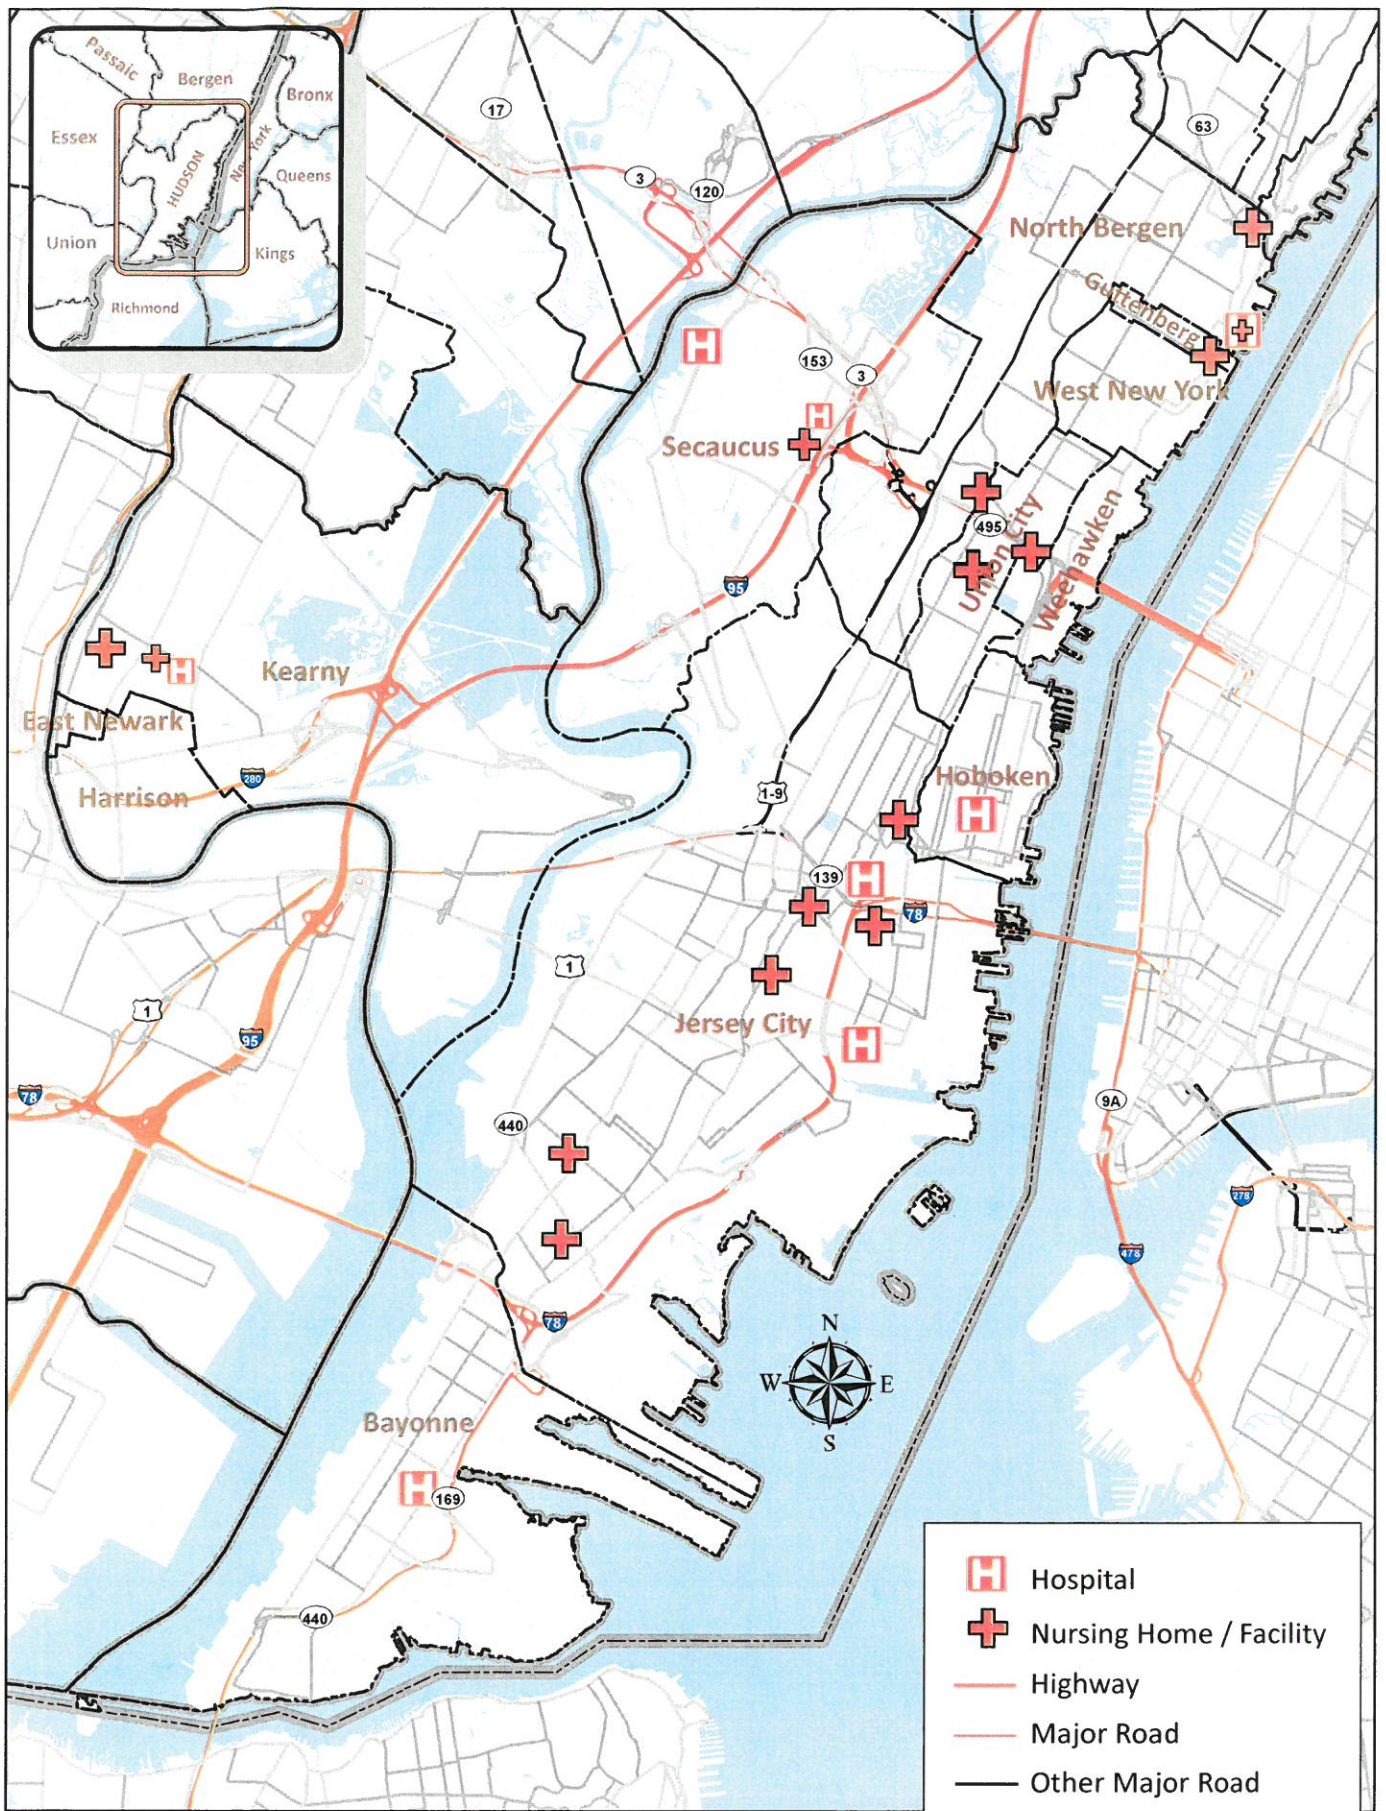 Passaic
Bergen
Bronx
Essex
HUDSON
New York
Queens
Union
Kings
Richmond
17
63
3
120
North Bergen
Guttenberg
H
153
3
West New York
H
Secaucus
495
Union City
Weehawken
95
H
Kearny
East Newark
280
Harrison
1-9
Hoboken
H
139
H
78
1
1
Jersey City
95
H
78
9A
440
278
478
78
N
W
E
S
Bayonne
H
169
440
H Hospital
Nursing Home / Facility
Highway
Major Road
Other Major Road